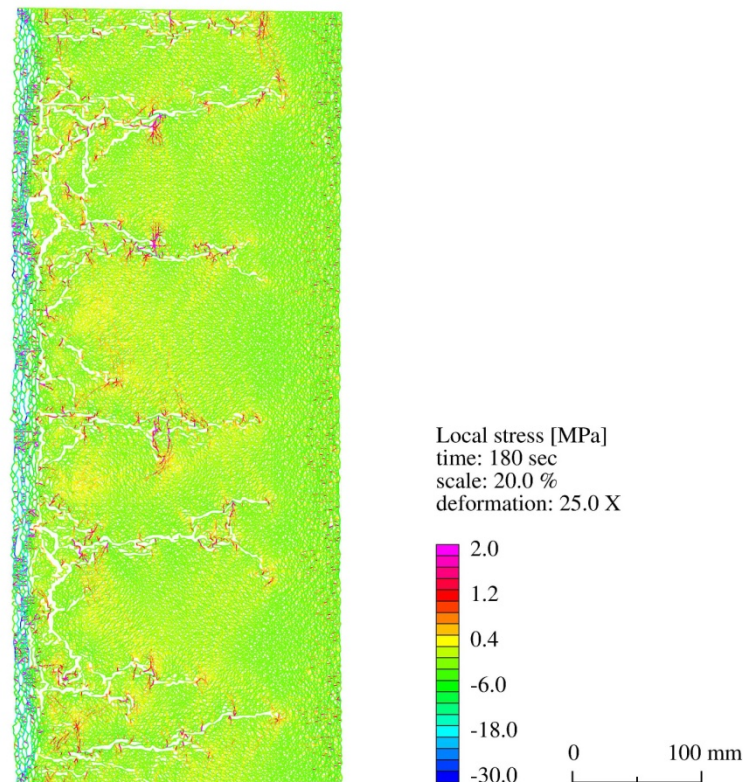 Local stress [MPa]
time: 180 sec
scale: 20.0 %
deformation: 25.0 X
2.0
1.2
0.4
-6.0
-18.0
-30.0
0 100 mm